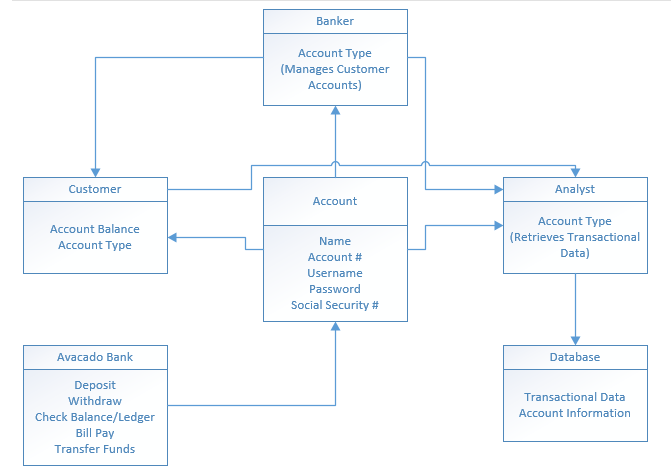 Banker
Account Type
(Manages Customer
Accounts)
Customer
Account Balance
Account Type
Account
Name
Account #
Username
Password
Social Security #
Analyst
Account Type
(Retrieves Transactional
Data)
Avacado Bank
Deposit
Withdraw
Check Balance/Ledger
Bill Pay
Transfer Funds
Database
Transactional Data
Account Information